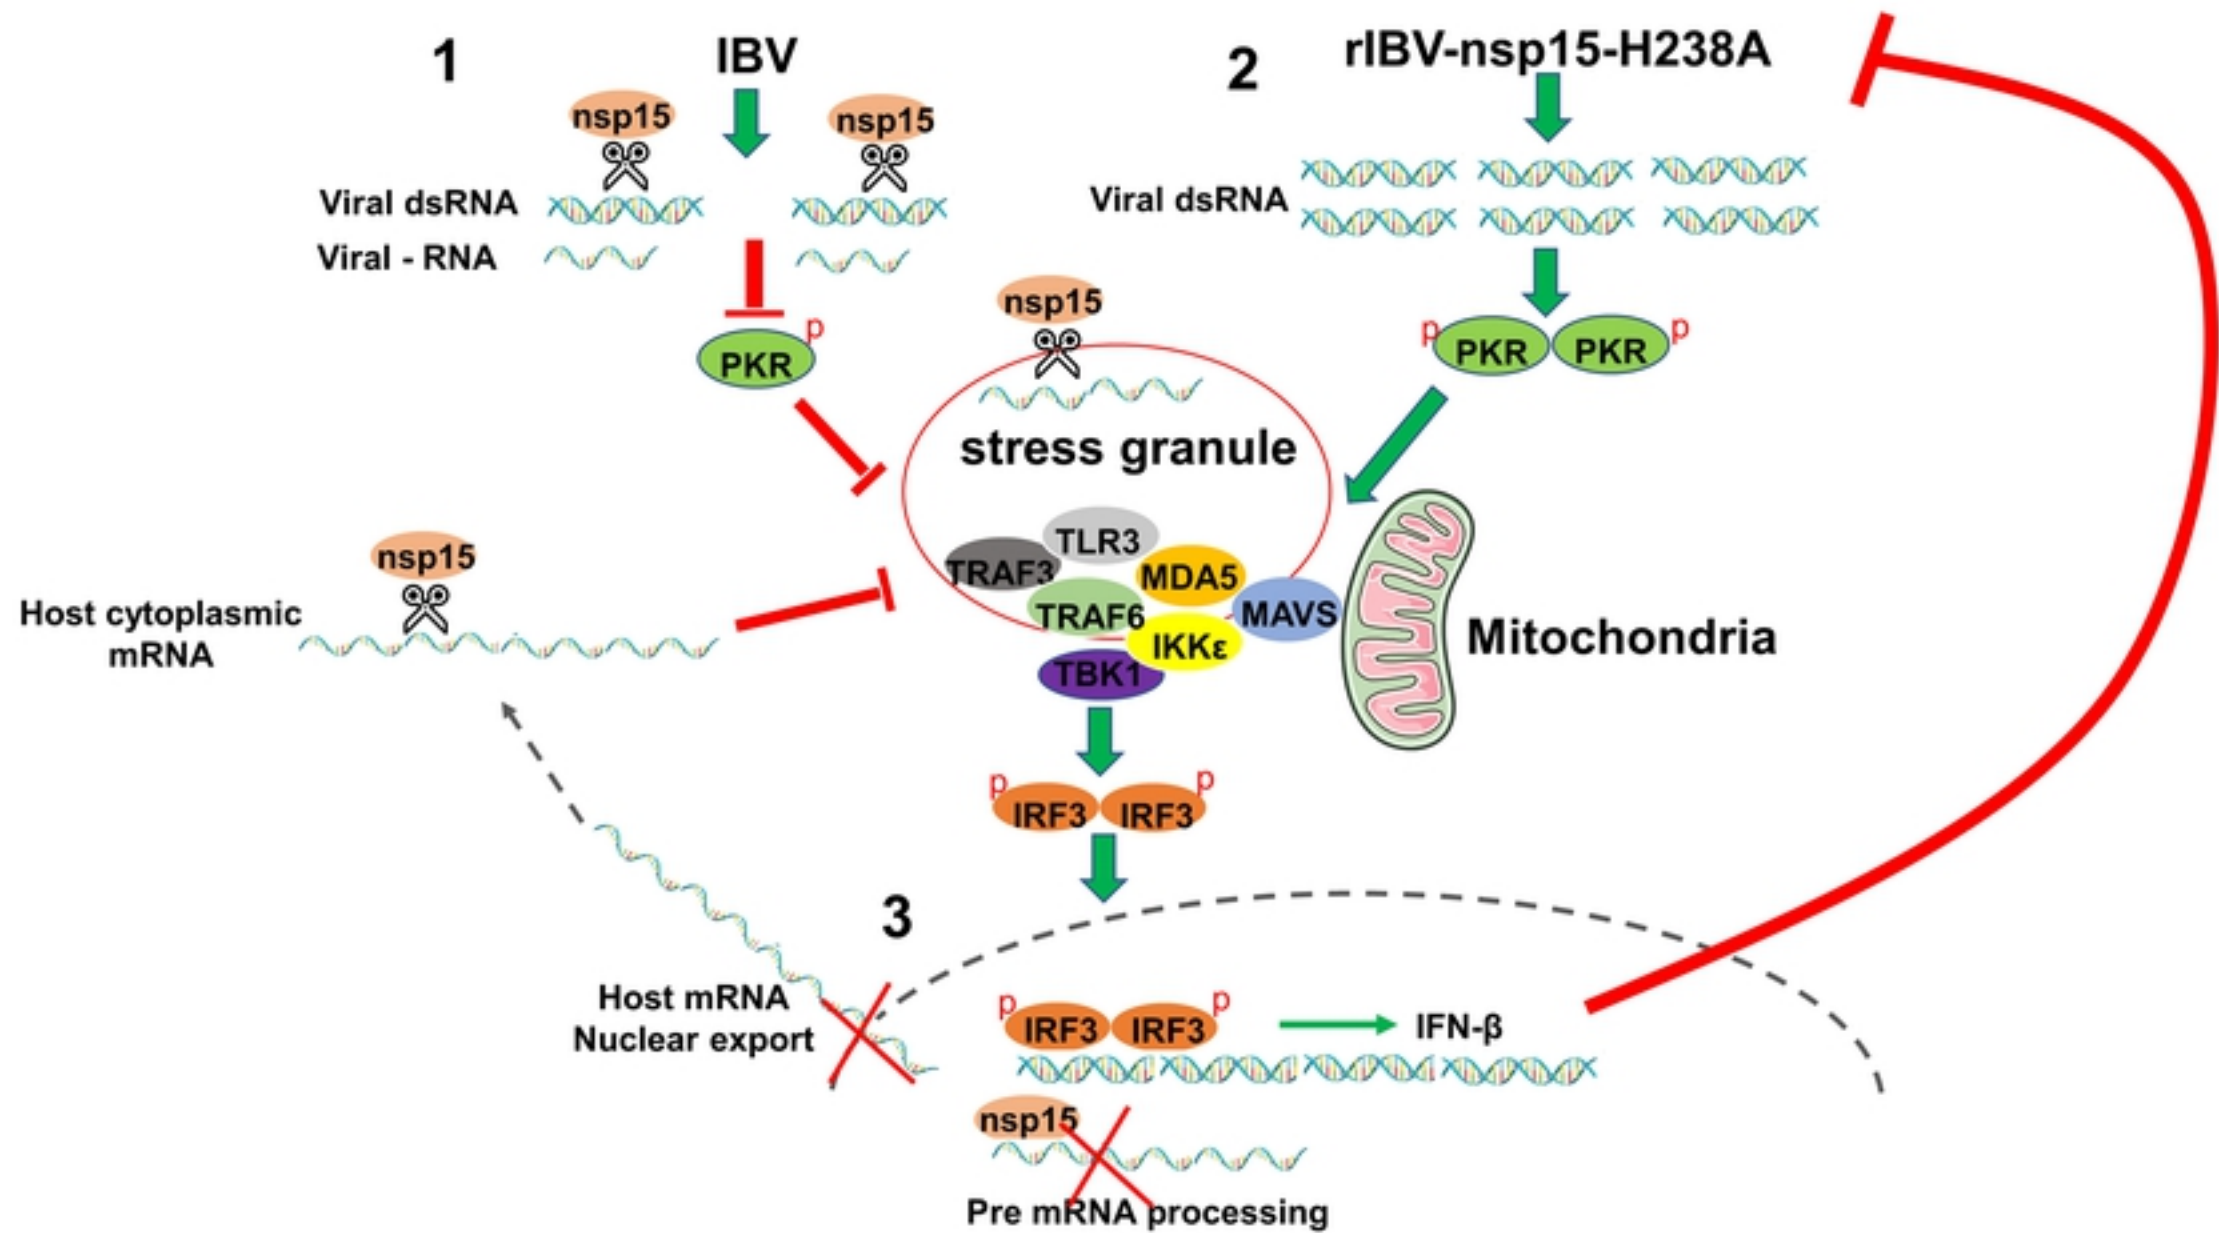 1
IBV
2
rIBV-nsp15-H238A
nsp15
nsp15
Viral dsRNA
Viral - RNA
Viral dsRNA
nsp15
p
PKR
p
PKR
PKR
p
stress granule
nsp15
TLR3
TRAF3
MDA5
TRAF6
MAVS
IKKε
TBK1
Host cytoplasmic
mRNA
Mitochondria
p
p
IRF3
IRF3
3
Host mRNA
Nuclear export
p
p
IRF3
IRF3
IFN-β
nsp15
Pre mRNA processing